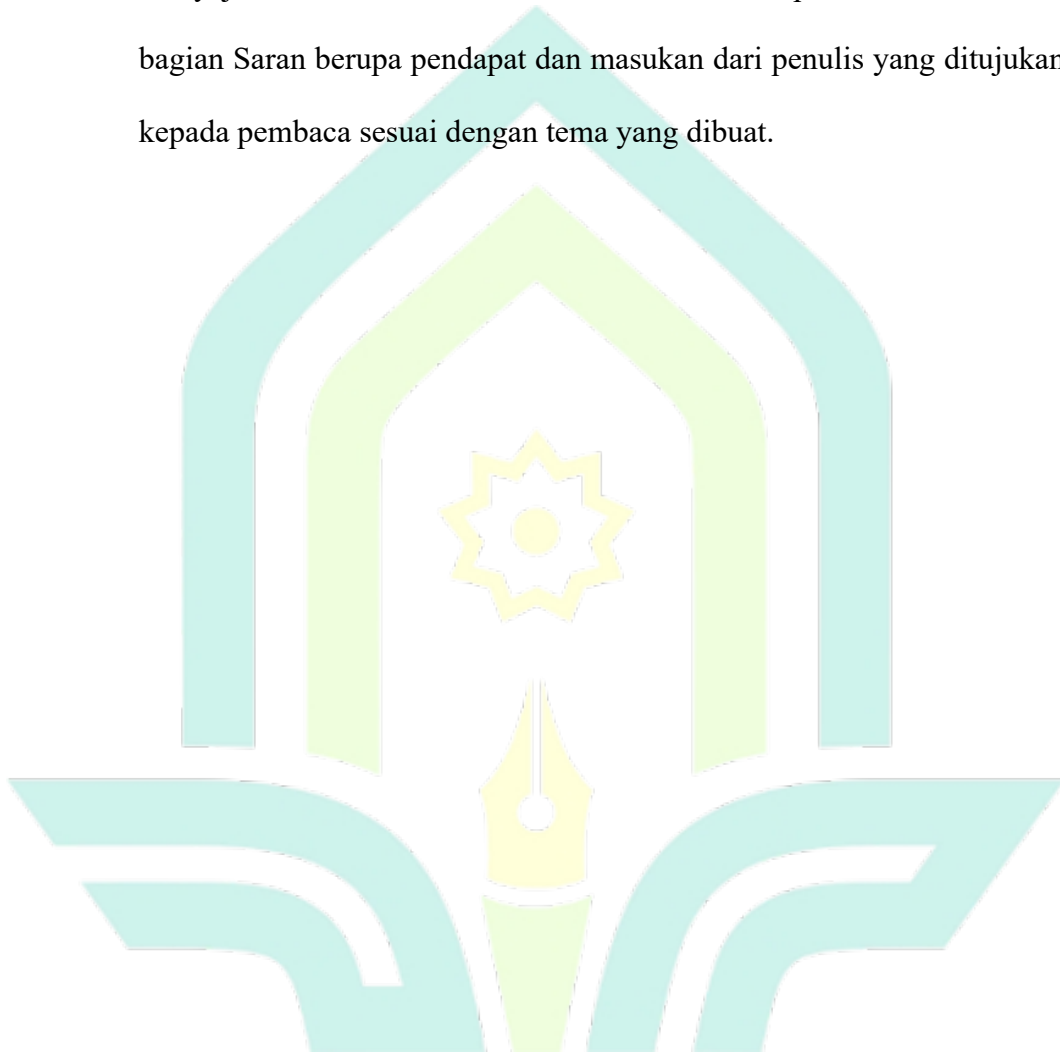 bagian Saran berupa pendapat dan masukan dari penulis yang ditujukan
kepada pembaca sesuai dengan tema yang dibuat.